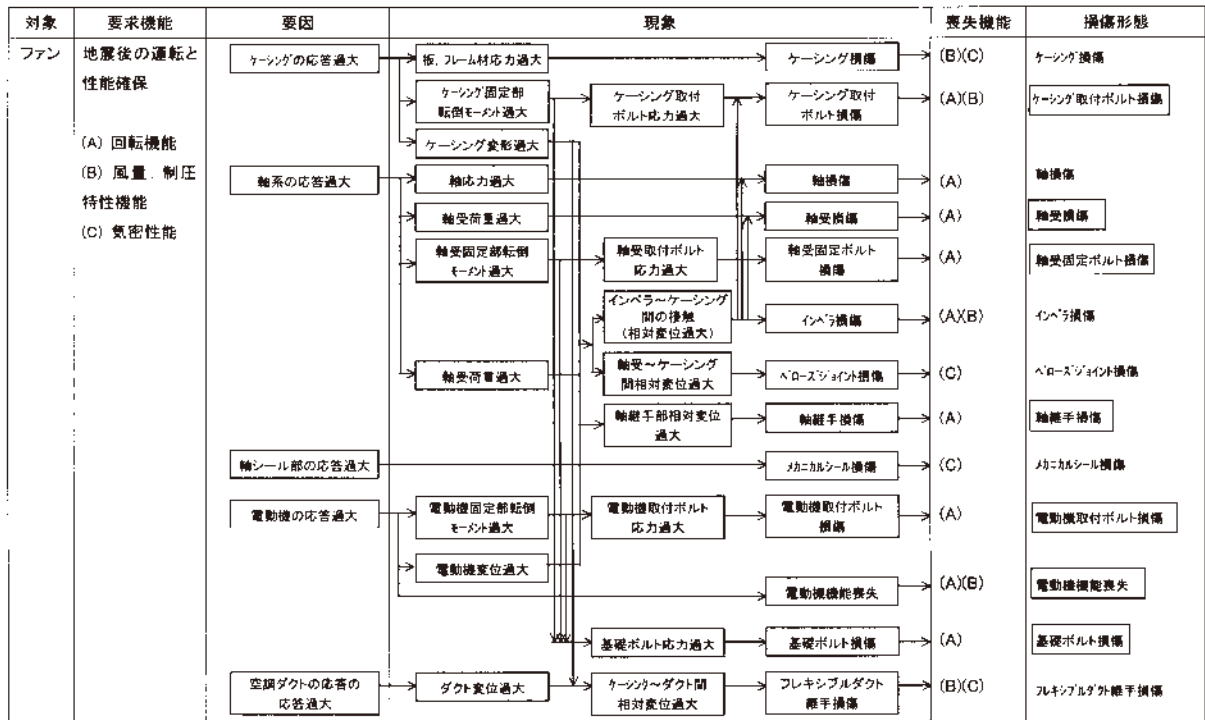 対象
要求機能
要因
現象
喪失機能
損傷形態
ファン
地震後の運転と
性能確保
(A) 回転機能
(B) 風量．制圧
特性機能
(C) 気密性能
ケーシングの応答過大
板、フレーム材応力過大
ケーシング損傷
(B)(C)
ケーシング損傷
ケーシング固定部
転倒モーメント過大
ケーシング取付
ボルト応力過大
ケーシング取付
ボルト損傷
(A)(B)
ケーシング取付ボルト損傷
ケーシング変形過大
軸系の応答過大
軸応力過大
軸損傷
(A)
軸損傷
軸受荷重過大
軸受損傷
(A)
軸受損傷
軸受固定部転倒
モーメント過大
軸受取付ボルト
応力過大
軸受固定ボルト
損傷
(A)
軸受固定ボルト損傷
インペラ～ケーシング
間の接触
(相対変位過大)
インペラ損傷
(A)(B)
インペラ損傷
軸受荷重過大
軸受～ケーシング
間相対変位過大
ベローズジョイント損傷
(C)
ベローズジョイント損傷
軸継手部相対変位
過大
軸継手損傷
(A)
軸継手損傷
軸シール部の応答過大
メカニカルシール損傷
(C)
メカニカルシール損傷
電動機の応答過大
電動機固定部転倒
モーメント過大
電動機取付ボルト
応力過大
電動機取付ボルト
損傷
(A)
電動機取付ボルト損傷
電動機変位過大
電動機機能喪失
(A)(B)
電動機機能喪失
基礎ボルト応力過大
基礎ボルト損傷
(A)
基礎ボルト損傷
空調ダクトの応答の
応答過大
ダクト変位過大
ケーシング～ダクト間
相対変位過大
フレキシブルダクト
継手損傷
(B)(C)
フレキシブルダクト継手損傷